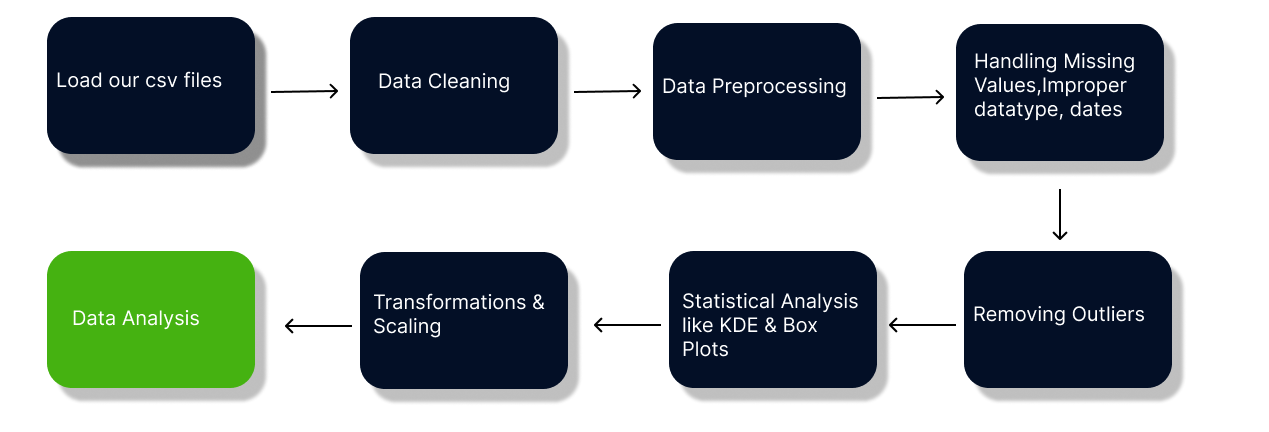 Load our csv files
Data Cleaning
Data Preprocessing
Handling Missing
Values,Improper
datatype, dates
Removing Outliers
Statistical Analysis
like KDE & Box
Plots
Transformations &
Scaling
Data Analysis